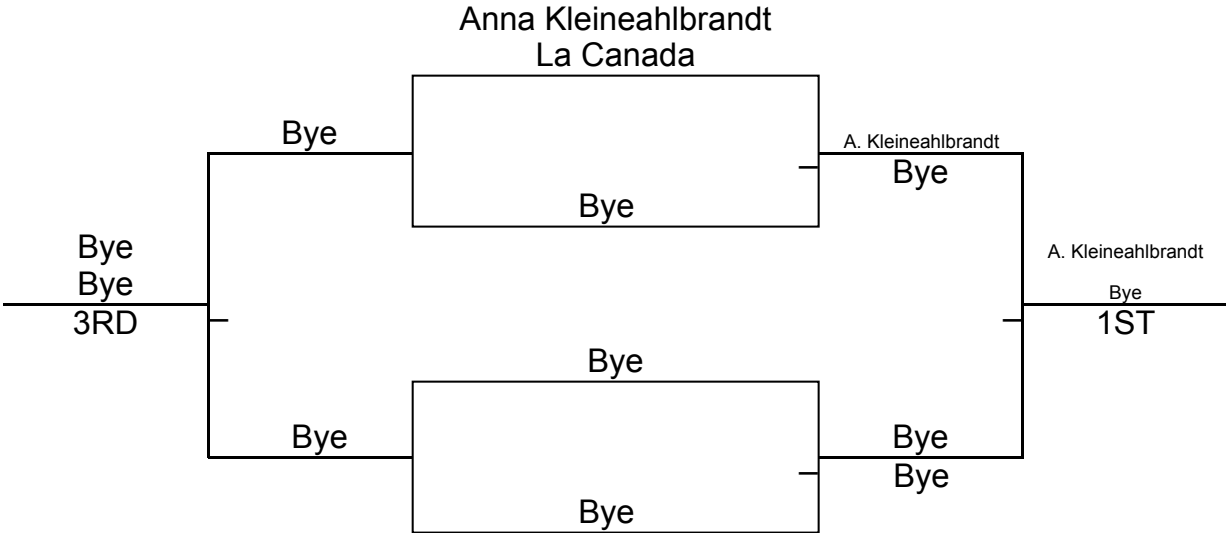 Anna Kleineahlbrandt
La Canada
Bye
A. Kleineahlbrandt
Bye
Bye
Bye
Bye
3RD
A. Kleineahlbrandt
Bye
1ST
Bye
Bye
Bye
Bye
Bye